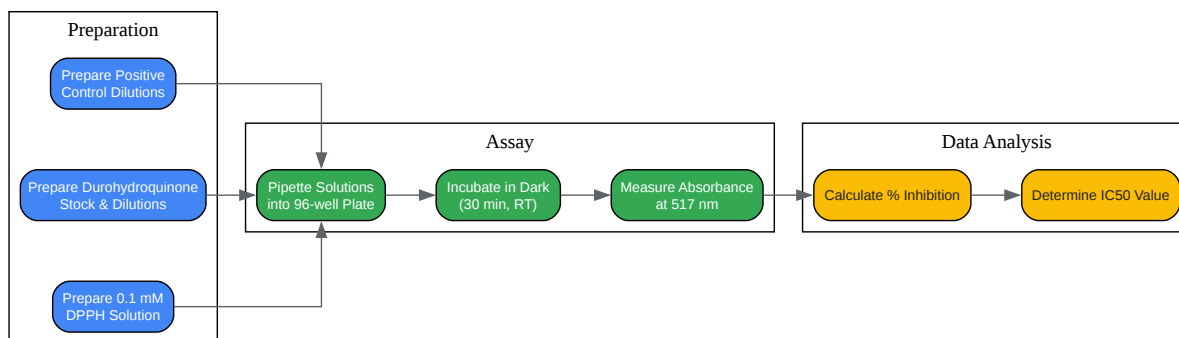 Preparation
Prepare Positive
Control Dilutions
Prepare Durohydroquinone
Stock & Dilutions
Prepare 0.1 mM
DPPH Solution
Assay
Pipette Solutions
into 96-well Plate
Incubate in Dark
(30 min, RT)
Measure Absorbance
at 517 nm
Data Analysis
Calculate % Inhibition
Determine IC50 Value